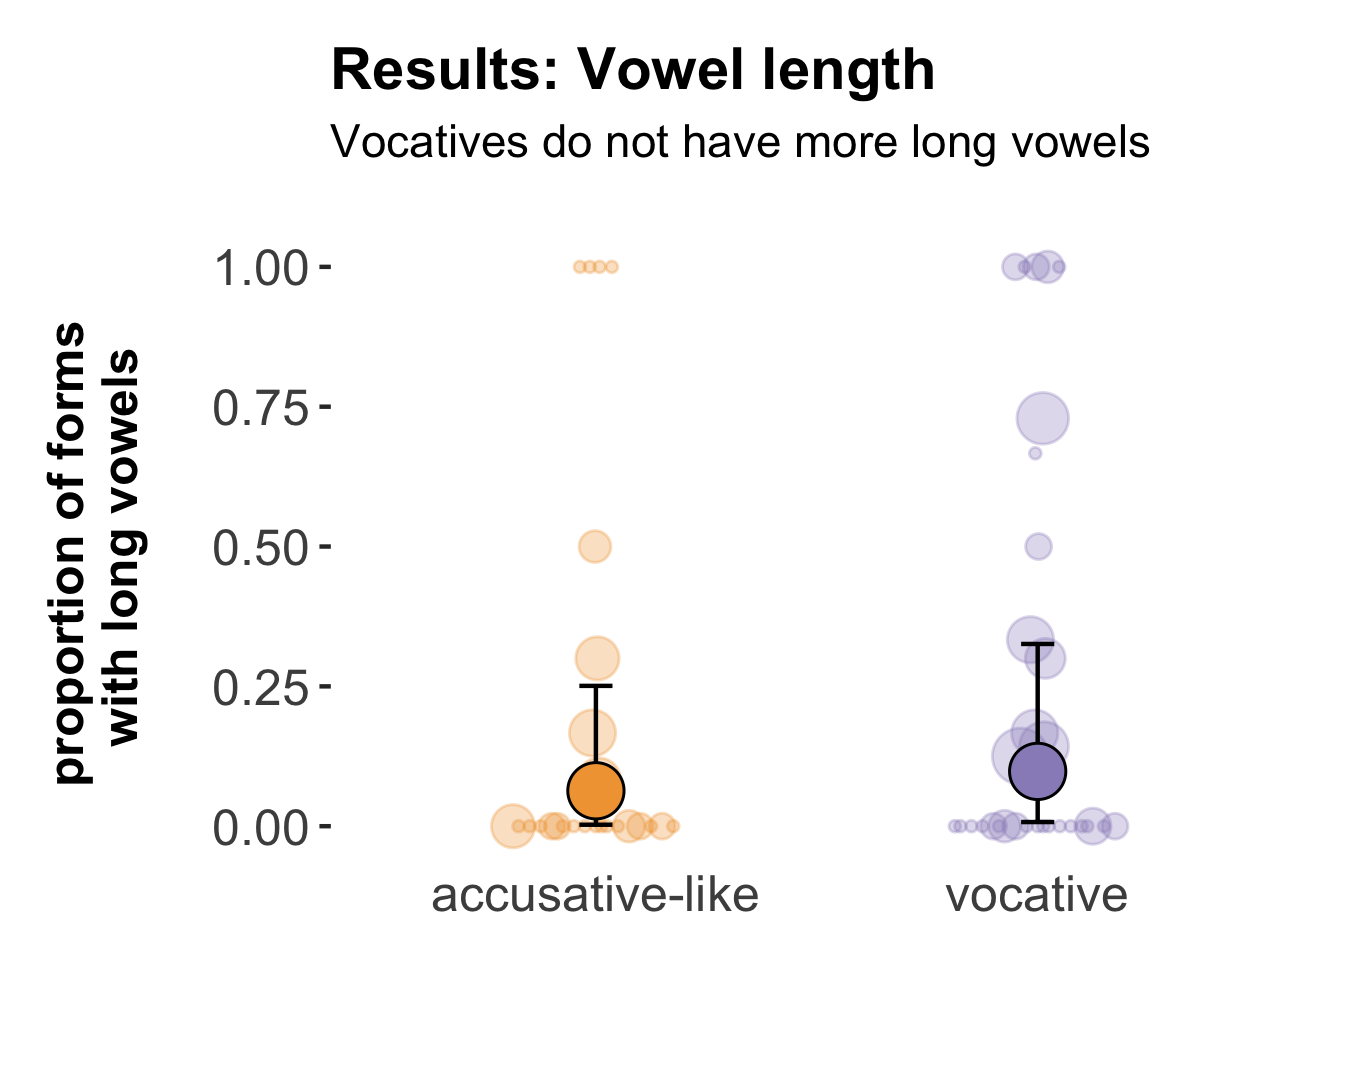 Results: Vowel length
Vocatives do not have more long vowels
proportion of forms
with long vowels
1.00
0.75
0.50
0.25
0.00
accusative-like
vocative